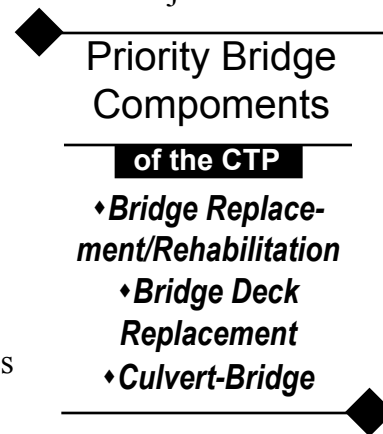 Priority Bridge
Compoments
of the CTP
♦Bridge Replace-
ment/Rehabilitation
♦Bridge Deck
Replacement
s
♦Culvert-Bridge